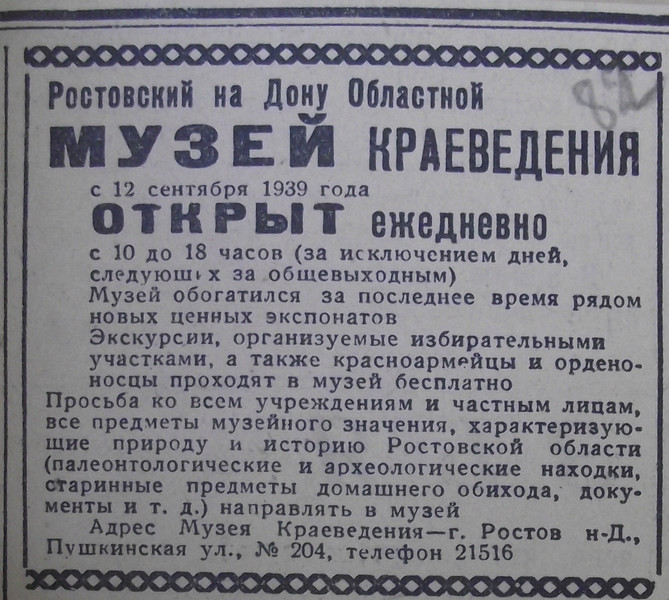 Ростовский на Дону Областной
82
МУЗЕЙ КРАЕВЕДЕНИЯ
с 12 сентября 1939 года
ОТКРЫТ ежедневно
с 10 до 18 часов (за исключением дней,
следующих за общевыходным)
Музей обогатился за последнее время рядом
новых ценных экспонатов
Экскурсии, организуемые избирательными
участками, а также красноармейцы и ордено-
носцы проходят в музей бесплатно
Просьба ко всем учреждениям и частным лицам,
все предметы музейного значения, характеризую-
щие природу и историю Ростовской области
(палеонтологические и археологические находки,
старинные предметы домашнего обихода, доку-
менты и т. д.) направлять в музей
Адрес Музея Краеведения—г. Ростов н-Д.,
Пушкинская ул., № 204, телефон 21516